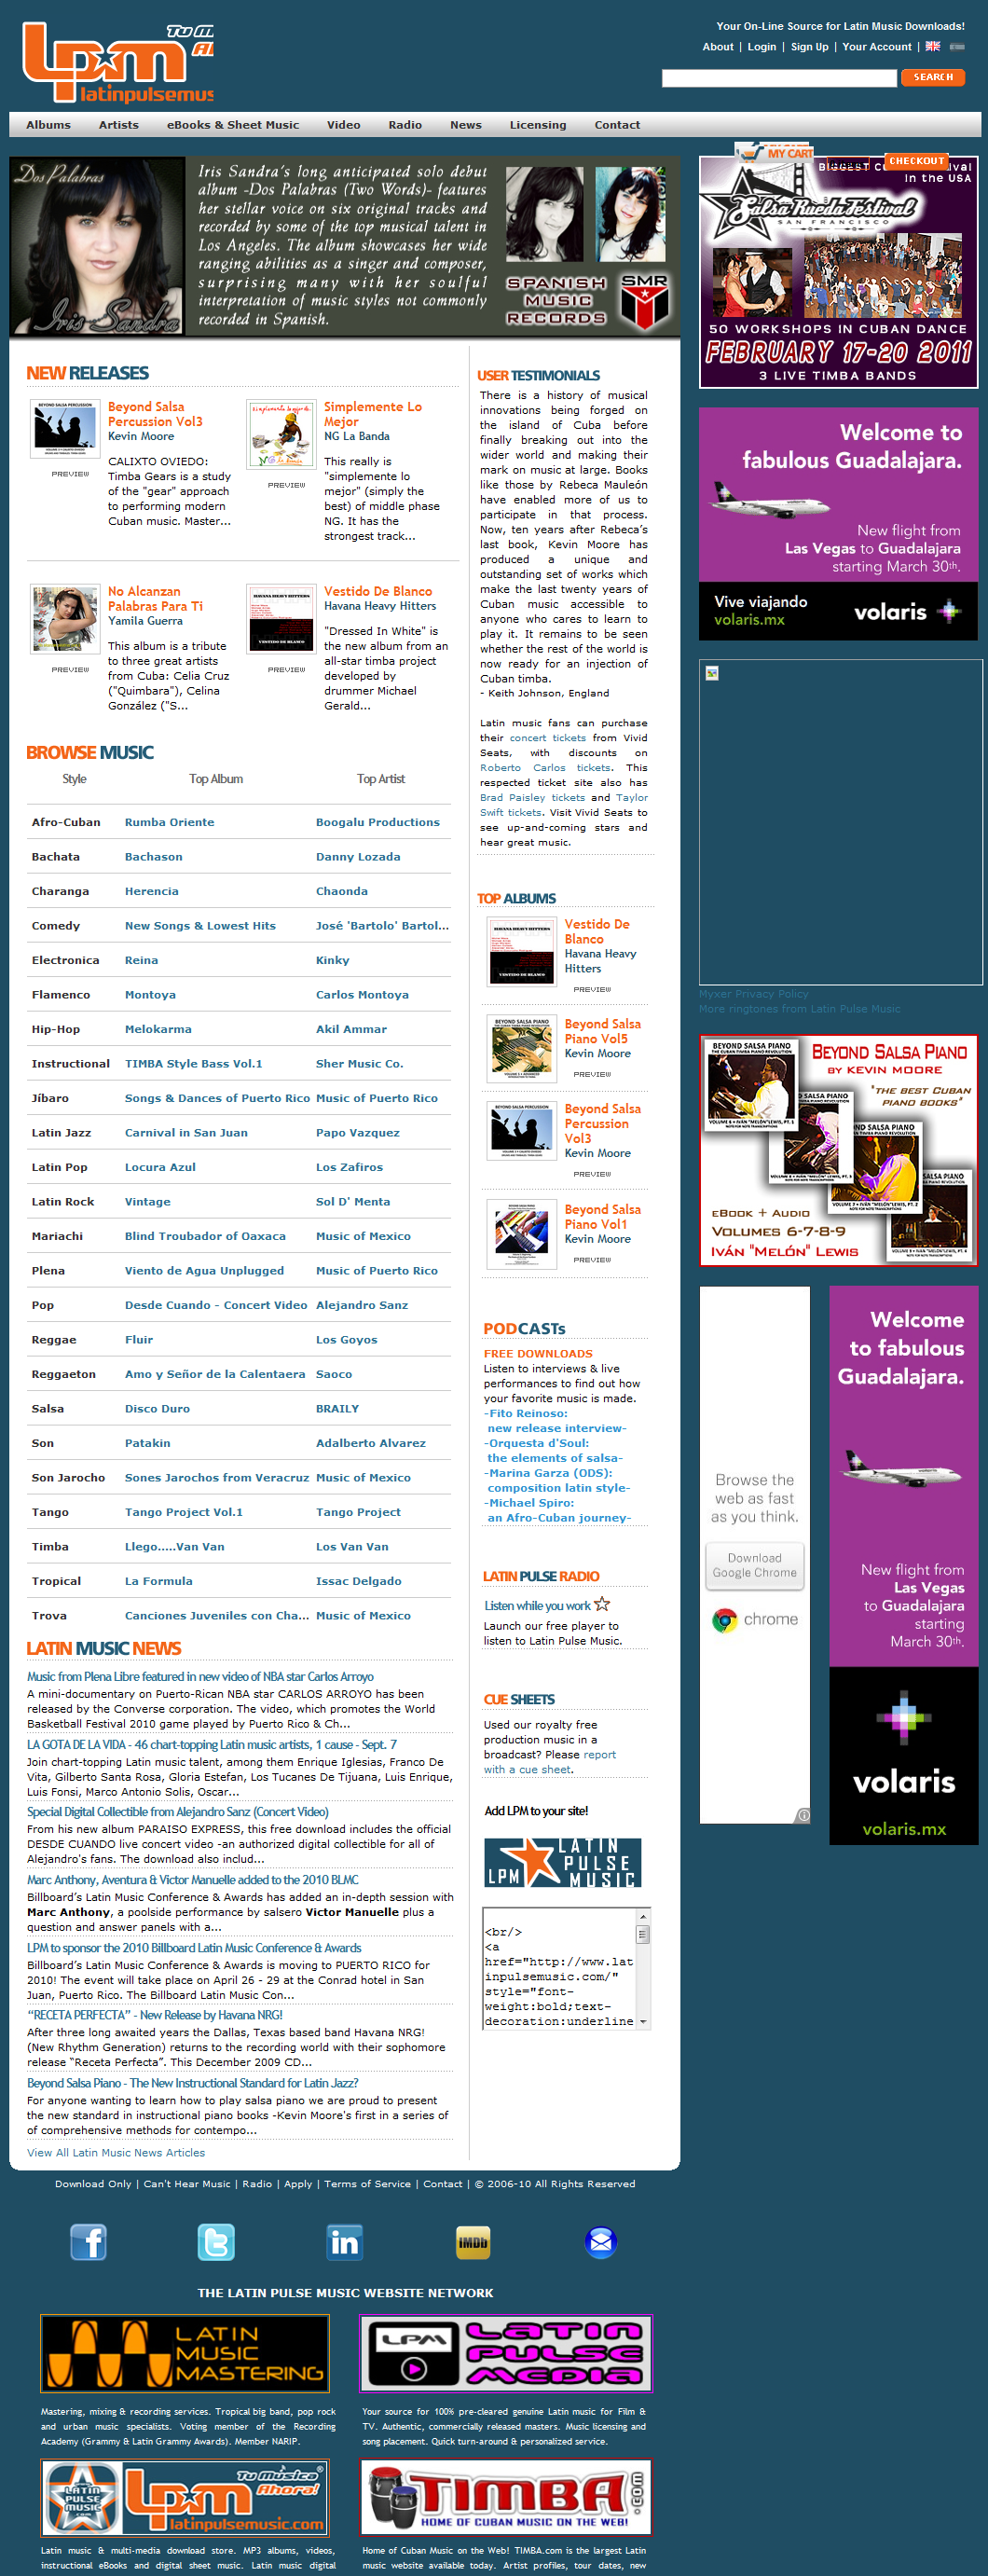 Tu M
Ah
LPM
latinpulsemus
Your On-Line Source for Latin Music Downloads!
About | Login | Sign Up | Your Account |
SEARCH
Albums Artists eBooks & Sheet Music Video Radio News Licensing Contact
MY CART
CHECKOUT
Dos Palabras
Iris Sandra
Iris Sandra's long anticipated solo debut
album -Dos Palabras (Two Words)- features
her stellar voice on six original tracks and
recorded by some of the top musical talent in
Los Angeles. The album showcases her wide
ranging abilities as a singer and composer,
surprising many with her soulful
interpretation of music styles not commonly
recorded in Spanish.
SPANISH
MUSIC
RECORDS
SMR
in the USA
Salsa Rueda Festival
SAN FRANCISCO
50 WORKSHOPS IN CUBAN DANCE
FEBRUARY 17-20 2011
3 LIVE TIMBA BANDS
NEW RELEASES
Beyond Salsa
Percussion Vol3
Kevin Moore
CALIXTO OVIEDO:
Timba Gears is a study
of the "gear" approach
to performing modern
Cuban music. Master...
PREVIEW
Simplemente Lo
Mejor
NG La Banda
This really is
"simplemente lo
mejor" (simply the
best) of middle phase
NG. It has the
strongest track...
PREVIEW
No Alcanzan
Palabras Para Ti
Yamila Guerra
This album is a tribute
to three great artists
from Cuba: Celia Cruz
("Quimbara"), Celina
González ("S...
PREVIEW
Vestido De Blanco
Havana Heavy Hitters
"Dressed In White" is
the new album from an
all-star timba project
developed by
drummer Michael
Gerald...
PREVIEW
BROWSE MUSIC
Style Top Album Top Artist
Afro-Cuban Rumba Oriente Boogalu Productions
Bachata Bachason Danny Lozada
Charanga Herencia Chaonda
Comedy New Songs & Lowest Hits José 'Bartolo' Bartol...
Electronica Reina Kinky
Flamenco Montoya Carlos Montoya
Hip-Hop Melokarma Akil Ammar
Instructional TIMBA Style Bass Vol.1 Sher Music Co.
Jíbaro Songs & Dances of Puerto Rico Music of Puerto Rico
Latin Jazz Carnival in San Juan Papo Vazquez
Latin Pop Locura Azul Los Zafiros
Latin Rock Vintage Sol D' Menta
Mariachi Blind Troubador of Oaxaca Music of Mexico
Plena Viento de Agua Unplugged Music of Puerto Rico
Pop Desde Cuando - Concert Video Alejandro Sanz
Reggae Fluir Los Goyos
Reggaeton Amo y Señor de la Calentaera Saoco
Salsa Disco Duro BRAILY
Son Patakin Adalberto Alvarez
Son Jarocho Sones Jarochos from Veracruz Music of Mexico
Tango Tango Project Vol.1 Tango Project
Timba Llego.....Van Van Los Van Van
Tropical La Formula Issac Delgado
Trova Canciones Juveniles con Cha... Music of Mexico
LATIN MUSIC NEWS
Music from Plena Libre featured in new video of NBA star Carlos Arroyo
A mini-documentary on Puerto-Rican NBA star CARLOS ARROYO has been
released by the Converse corporation. The video, which promotes the World
Basketball Festival 2010 game played by Puerto Rico & Ch...
LA GOTA DE LA VIDA - 46 chart-topping Latin music artists, 1 cause - Sept. 7
Join chart-topping Latin music talent, among them Enrique Iglesias, Franco De
Vita, Gilberto Santa Rosa, Gloria Estefan, Los Tucanes De Tijuana, Luis Enrique,
Luis Fonsi, Marco Antonio Solis, Oscar...
Special Digital Collectible from Alejandro Sanz (Concert Video)
From his new album PARAISO EXPRESS, this free download includes the official
DESDE CUANDO live concert video -an authorized digital collectible for all of
Alejandro's fans. The download also includ...
Marc Anthony, Aventura & Victor Manuelle added to the 2010 BLMC
Billboard's Latin Music Conference & Awards has added an in-depth session with
Marc Anthony, a poolside performance by salsero Victor Manuelle plus a
question and answer panels with a...
LPM to sponsor the 2010 Billboard Latin Music Conference & Awards
Billboard's Latin Music Conference & Awards is moving to PUERTO RICO for
2010! The event will take place on April 26 - 29 at the Conrad hotel in San
Juan, Puerto Rico. The Billboard Latin Music Con...
"RECETA PERFECTA" - New Release by Havana NRG!
After three long awaited years the Dallas, Texas based band Havana NRG!
(New Rhythm Generation) returns to the recording world with their sophomore
release "Receta Perfecta". This December 2009 CD...
Beyond Salsa Piano - The New Instructional Standard for Latin Jazz?
For anyone wanting to learn how to play salsa piano we are proud to present
the new standard in instructional piano books -Kevin Moore's first in a series of
of comprehensive methods for contempo...
View All Latin Music News Articles
USER TESTIMONIALS
There is a history of musical
innovations being forged on
the island of Cuba before
finally breaking out into the
wider world and making their
mark on music at large. Books
like those by Rebeca Mauleón
have enabled more of us to
participate in that process.
Now, ten years after Rebeca's
last book, Kevin Moore has
produced a unique and
outstanding set of works which
make the last twenty years of
Cuban music accessible to
anyone who cares to learn to
play it. It remains to be seen
whether the rest of the world is
now ready for an injection of
Cuban timba.
- Keith Johnson, England
Latin music fans can purchase
their concert tickets from Vivid
Seats, with discounts on
Roberto Carlos tickets. This
respected ticket site also has
Brad Paisley tickets and Taylor
Swift tickets. Visit Vivid Seats to
see up-and-coming stars and
hear great music.
TOP ALBUMS
Vestido De
Blanco
Havana Heavy
Hitters
PREVIEW
Beyond Salsa
Piano Vol5
Kevin Moore
PREVIEW
Beyond Salsa
Percussion
Vol3
Kevin Moore
PREVIEW
Beyond Salsa
Piano Vol1
Kevin Moore
PREVIEW
PODCASTs
FREE DOWNLOADS
Listen to interviews & live
performances to find out how
your favorite music is made.
-Fito Reinoso:
new release interview-
-Orquesta d'Soul:
the elements of salsa-
-Marina Garza (ODS):
composition latin style-
-Michael Spiro:
an Afro-Cuban journey-
LATIN PULSE RADIO
Listen while you work
Launch our free player to
listen to Latin Pulse Music.
CUE SHEETS
Used our royalty free
production music in a
broadcast? Please report
with a cue sheet.
Add LPM to your site!
LPM LATIN
PULSE
MUSIC
<br/>
<a
href="http://www.lat
inpulsemusic.com/"
style="font-
weight:bold;text-
decoration:underline
Welcome to
fabulous Guadalajara.
New flight from
Las Vegas to Guadalajara
starting March 30th.
Vive viajando
volaris.mx
volaris
Myxer Privacy Policy
More ringtones from Latin Pulse Music
BEYOND SALSA PIANO
BY KEVIN MOORE
"THE BEST CUBAN
PIANO BOOKS"
eBOOK + AUDIO
VOLUMES 6-7-8-9
IVÁN "MELÓN" LEWIS
Browse the
web as fast
as you think.
Download
Google Chrome
chrome
Welcome
to fabulous
Guadalajara.
New flight from
Las Vegas
to Guadalajara
starting
March 30th.
volaris
volaris.mx
Download Only | Can't Hear Music | Radio | Apply | Terms of Service | Contact | © 2006-10 All Rights Reserved
f
t
in
IMDb
THE LATIN PULSE MUSIC WEBSITE NETWORK
LATIN
MUSIC
MASTERING
Mastering, mixing & recording services. Tropical big band, pop rock
and urban music specialists. Voting member of the Recording
Academy (Grammy & Latin Grammy Awards). Member NARIP.
LPM
LATIN
PULSE
MEDIA
Your source for 100% pre-cleared genuine Latin music for Film &
TV. Authentic, commercially released masters. Music licensing and
song placement. Quick turn-around & personalized service.
LATIN
PULSE
MUSIC
.COM
LPM
Tu Música
Ahora!
latinpulsemusic.com
Latin music & multi-media download store. MP3 albums, videos,
instructional eBooks and digital sheet music. Latin music digital
TIMBA.com
HOME OF CUBAN MUSIC ON THE WEB!
Home of Cuban Music on the Web! TIMBA.com is the largest Latin
music website available today. Artist profiles, tour dates, new